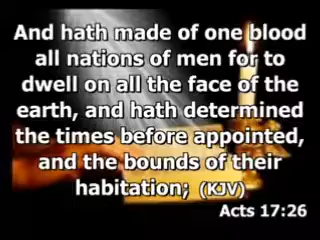 And hath made of one blood
all nations of men for to
dwell on all the face of the
earth, and hath determined
the times before appointed,
and the bounds of their
habitation; (KJV)
Acts 17:26